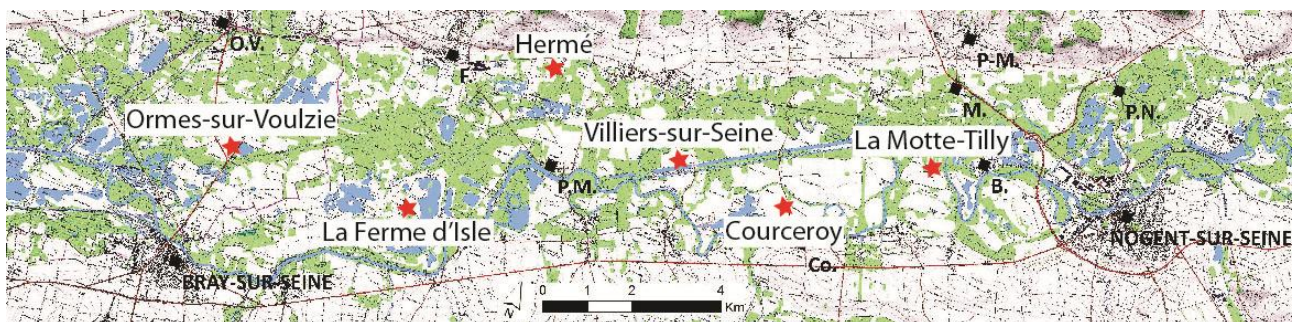 O.V.
Hermé
P-M.
F.
M.
P.N.
Ormes-sur-Voulzie
Villiers-sur-Seine
La Motte-Tilly
P.M.
B.
La Ferme d'Isle
Courceroy
NOGENT-SUR-SEINE
BRAY-SUR-SEINE
Co.
N
0 1 2 4
Km